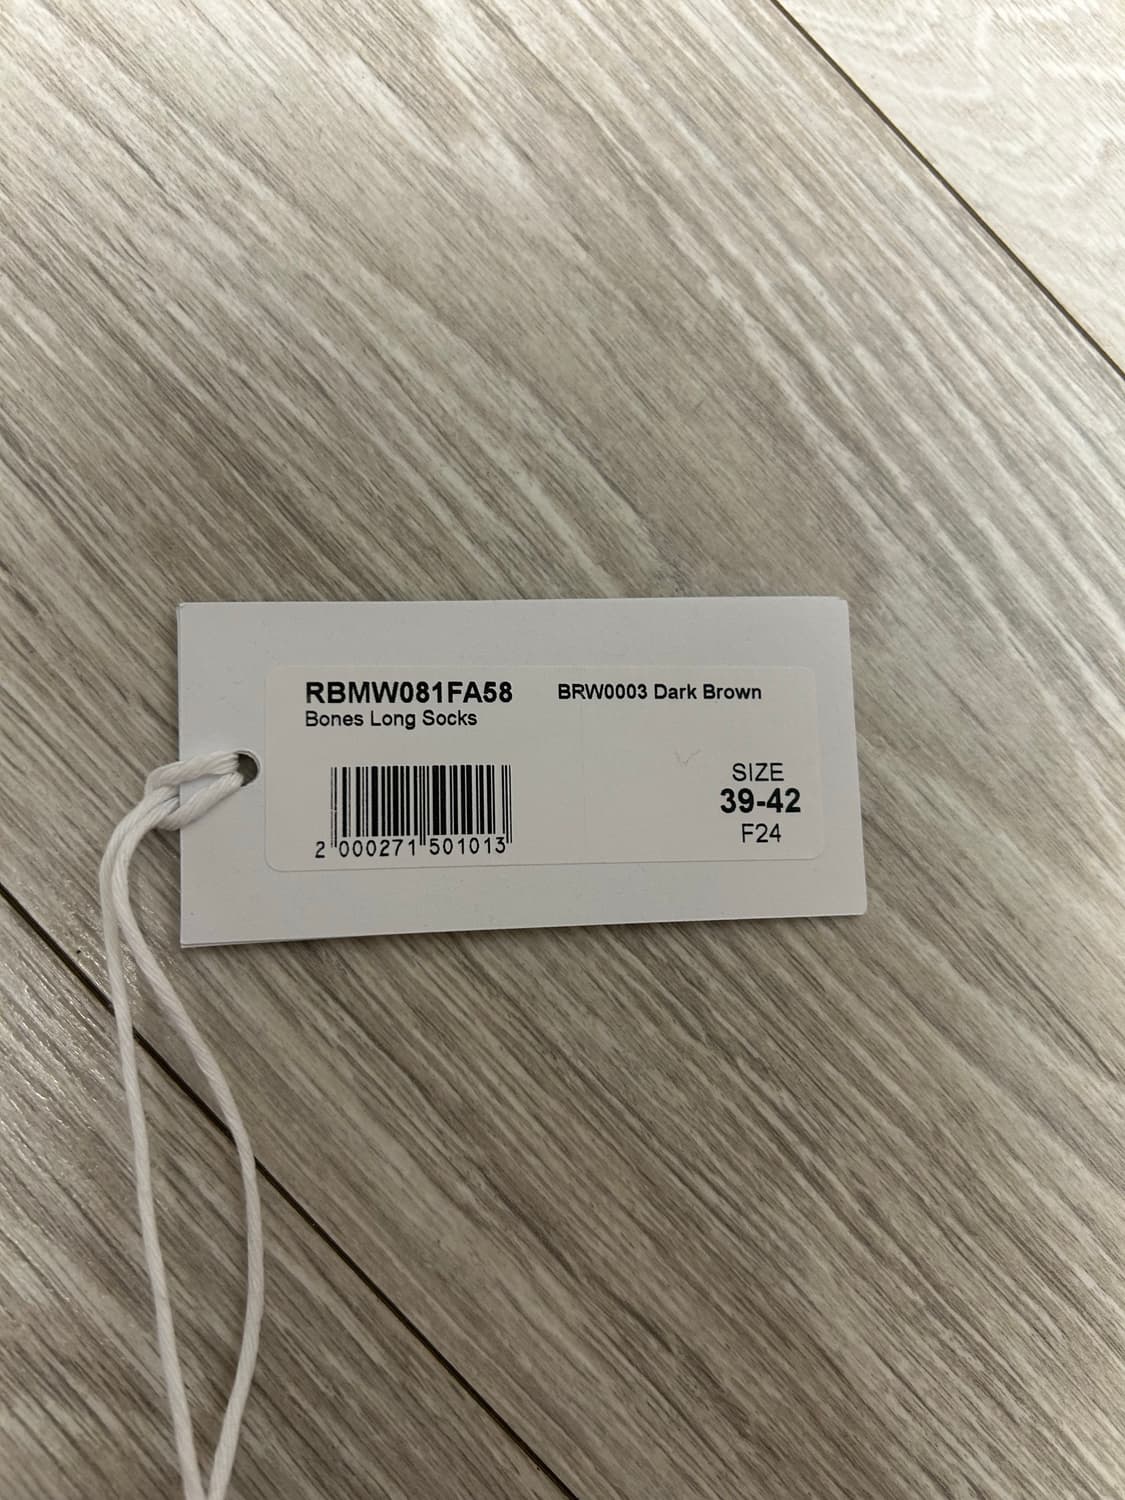 RBMW081FA58 BRW0003 Dark Brown
Bones Long Socks
SIZE
39-42
F24
2 000271 501013